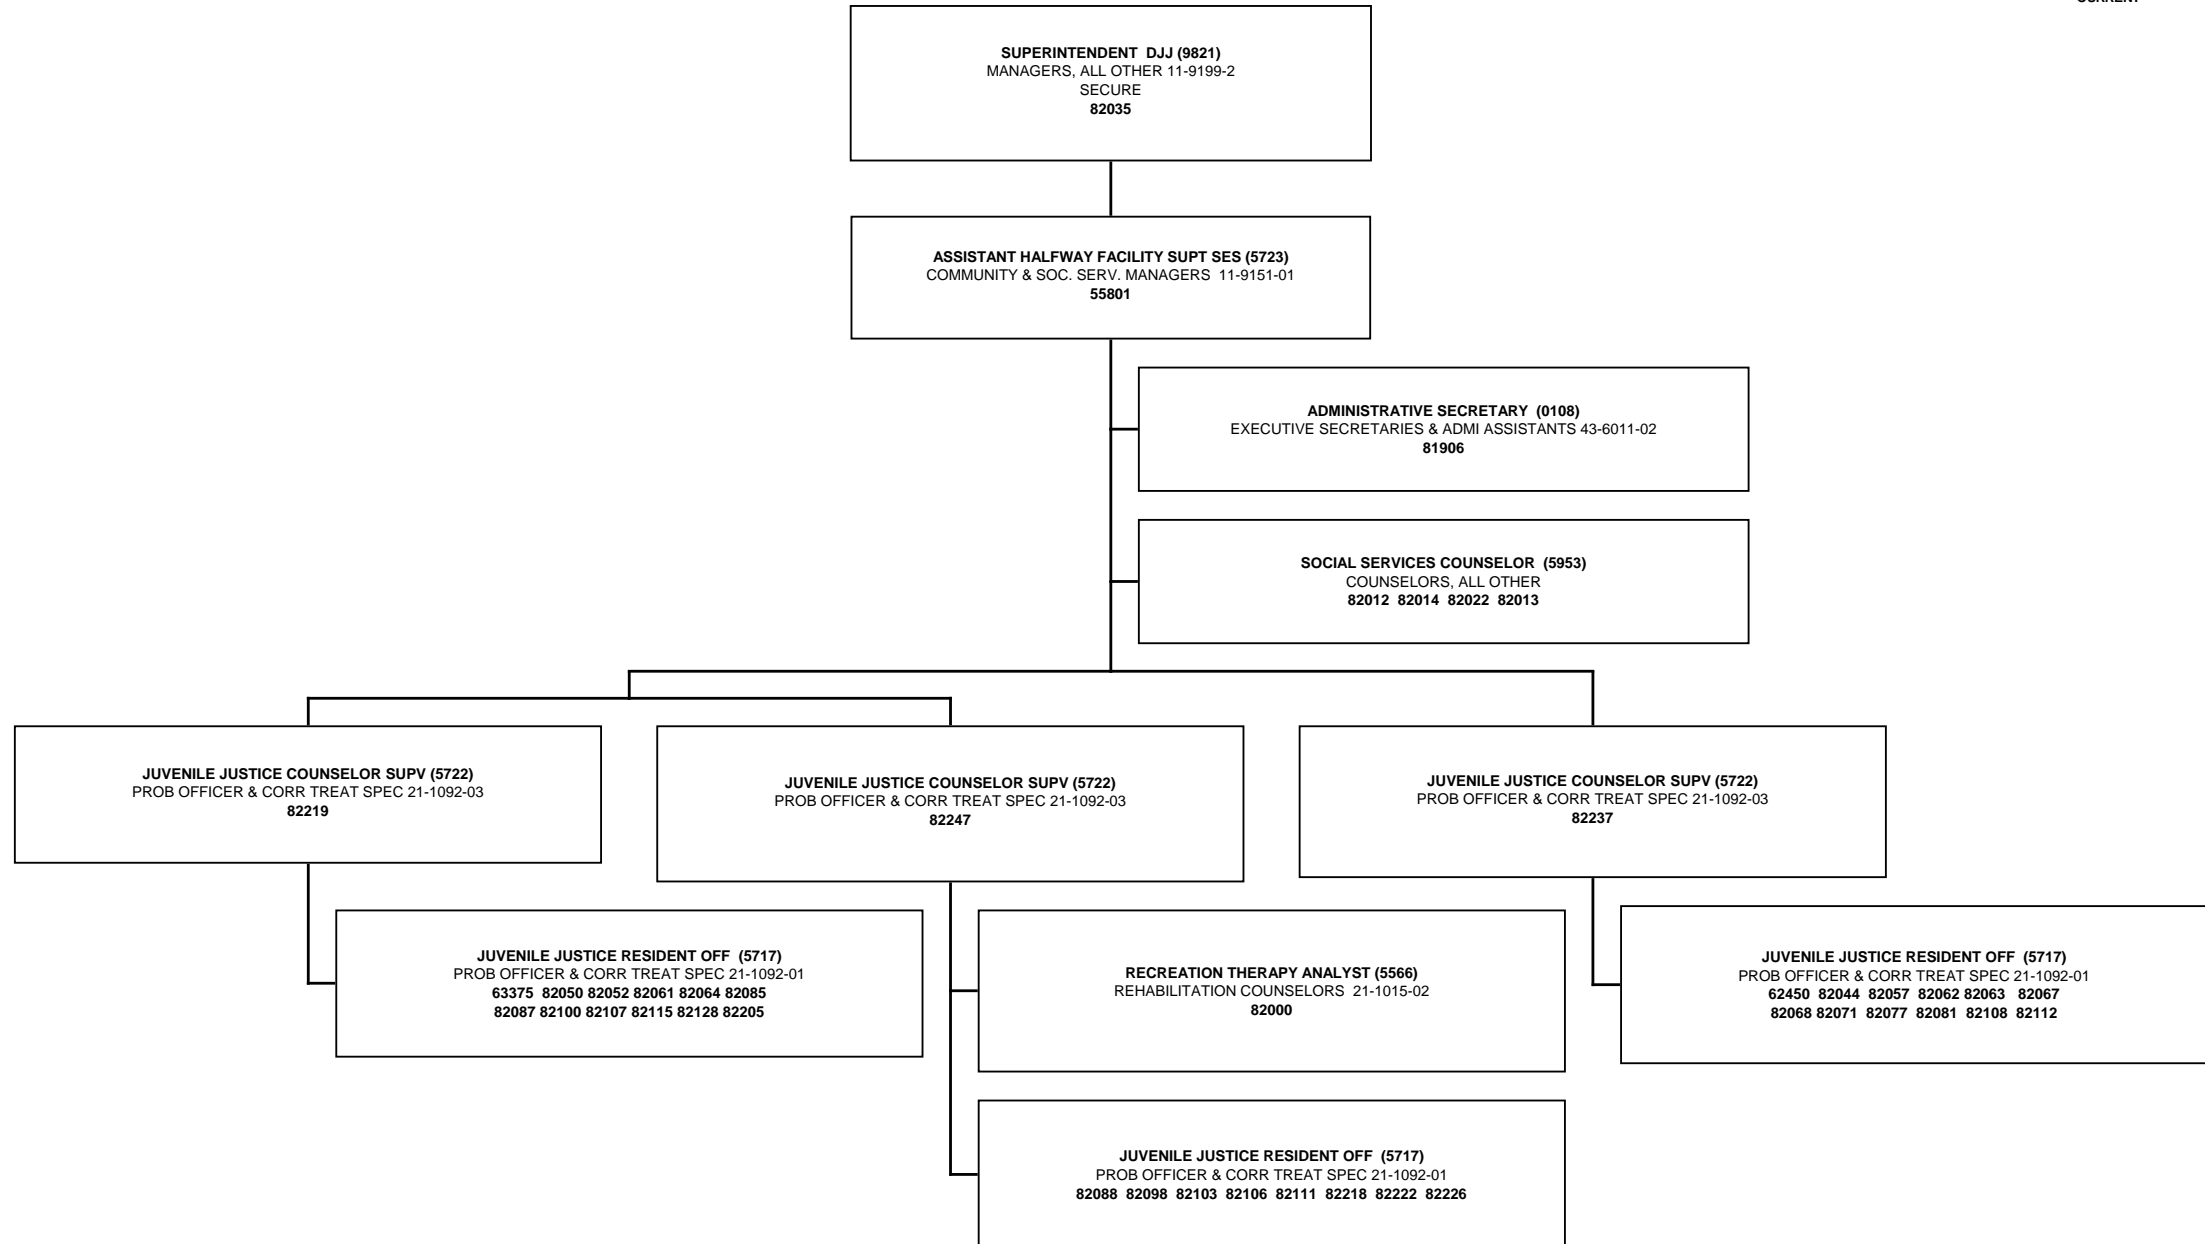 SUPERINTENDENT DJJ (9821)
MANAGERS, ALL OTHER 11-9199-2
SECURE
82035
ASSISTANT HALFWAY FACILITY SUPT SES (5723)
COMMUNITY & SOC. SERV. MANAGERS 11-9151-01
55801
ADMINISTRATIVE SECRETARY (0108)
EXECUTIVE SECRETARIES & ADMI ASSISTANTS 43-6011-02
81906
SOCIAL SERVICES COUNSELOR (5953)
COUNSELORS, ALL OTHER
82012 82014 82022 82013
JUVENILE JUSTICE COUNSELOR SUPV (5722)
PROB OFFICER & CORR TREAT SPEC 21-1092-03
82219
JUVENILE JUSTICE COUNSELOR SUPV (5722)
PROB OFFICER & CORR TREAT SPEC 21-1092-03
82247
JUVENILE JUSTICE COUNSELOR SUPV (5722)
PROB OFFICER & CORR TREAT SPEC 21-1092-03
82237
JUVENILE JUSTICE RESIDENT OFF (5717)
PROB OFFICER & CORR TREAT SPEC 21-1092-01
63375 82050 82052 82061 82064 82085
82087 82100 82107 82115 82128 82205
RECREATION THERAPY ANALYST (5566)
REHABILITATION COUNSELORS 21-1015-02
82000
JUVENILE JUSTICE RESIDENT OFF (5717)
PROB OFFICER & CORR TREAT SPEC 21-1092-01
62450 82044 82057 82062 82063 82067
82068 82071 82077 82081 82108 82112
JUVENILE JUSTICE RESIDENT OFF (5717)
PROB OFFICER & CORR TREAT SPEC 21-1092-01
82088 82098 82103 82106 82111 82218 82222 82226